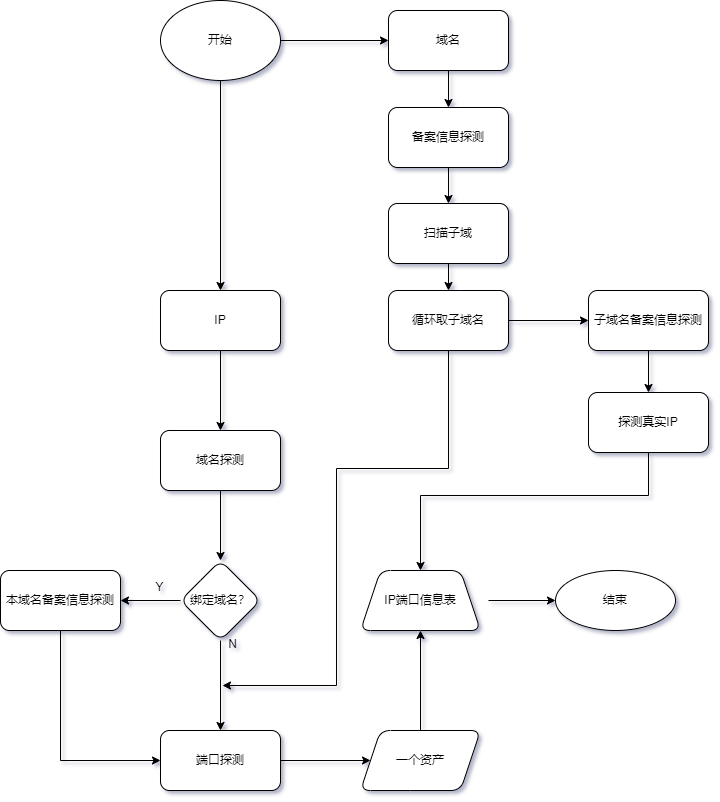 开始
域名
备案信息探测
扫描子域
IP
循环取子域名
子域名备案信息探测
探测真实IP
域名探测
Y
本域名备案信息探测
绑定域名?
IP端口信息表
结束
N
端口探测
一个资产